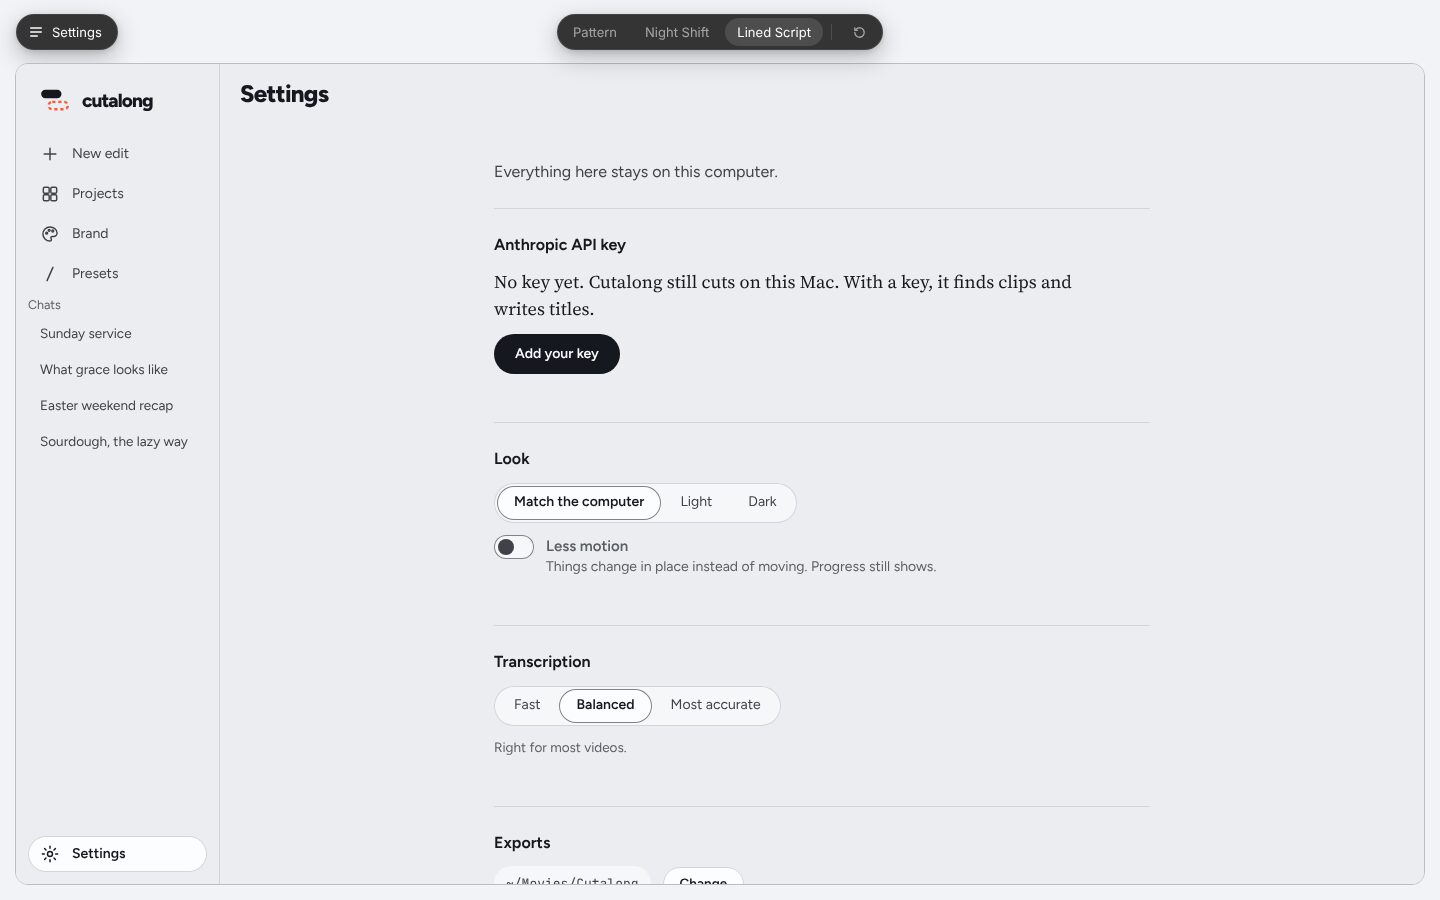 Settings
Pattern
Night Shift
Lined Script
cutalong
New edit
Projects
Brand
Presets
Chats
Sunday service
What grace looks like
Easter weekend recap
Sourdough, the lazy way
Settings
Settings
Everything here stays on this computer.
Anthropic API key
No key yet. Cutalong still cuts on this Mac. With a key, it finds clips and
writes titles.
Add your key
Look
Match the computer
Light
Dark
Less motion
Things change in place instead of moving. Progress still shows.
Transcription
Fast
Balanced
Most accurate
Right for most videos.
Exports
~/Movies/Cutalong
Change